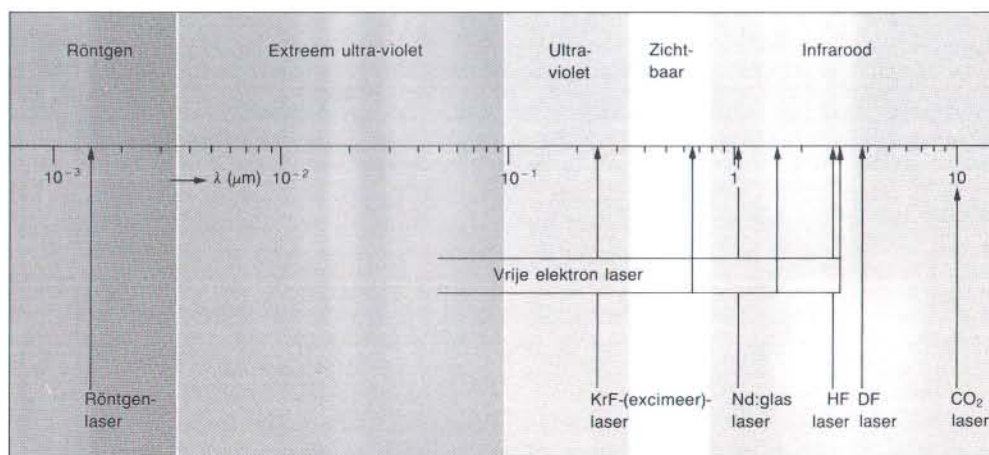 Röntgen
Extreem ultra-violet
Ultra-
violet
Zicht-
baar
Infrarood
10⁻³
λ (μm)
10⁻²
10⁻¹
1
10
Vrije elektron laser
Röntgen-
laser
KrF-(excimeer)-
laser
Nd:glas
laser
HF
laser
DF
laser
CO₂
laser